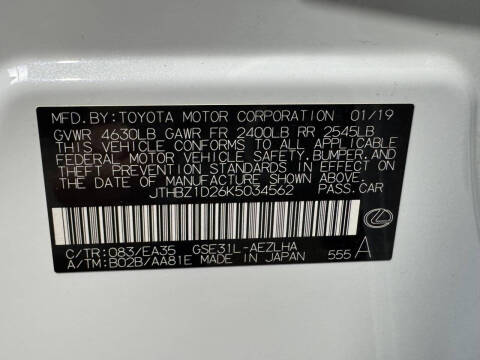 MFD.BY:TOYOTA MOTOR CORPORATION 01/19
GVWR 4630LB GAWR FR 2400LB RR 2545LB
THIS VEHICLE CONFORMS TO ALL APPLICABLE
FEDERAL MOTOR VEHICLE SAFETY,BUMPER,AND
THEFT PREVENTION STANDARDS IN EFFECT ON
THE DATE OF MANUFACTURE SHOWN ABOVE.
JTHBZ1D26K5034562 PASS.CAR
C/TR:083/EA35 GSE31L-AEZLHA
A/TM:B02B/AA81E MADE IN JAPAN 555 A